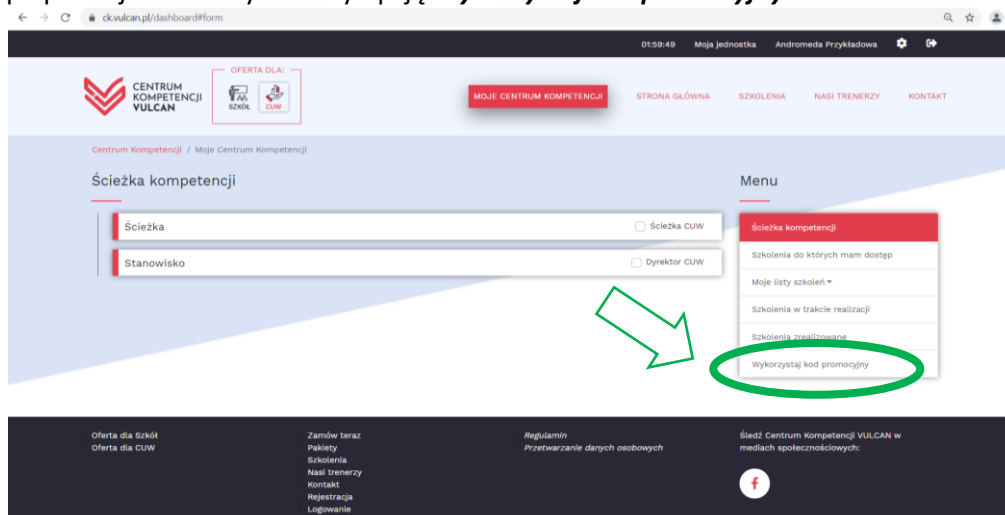 ck.vulcan.pl/dashboard#form
01:59:49 Moja jednostka Andromeda Przykładowa
CENTRUM
KOMPETENCJI
VULCAN
OFERTA DLA:
SZKÓŁ CUW
MOJE CENTRUM KOMPETENCJI STRONA GŁÓWNA SZKOLENIA NASI TRENERZY KONTAKT
Centrum Kompetencji / Moje Centrum Kompetencji
Ścieżka kompetencji
Ścieżka Ścieżka CUW
Stanowisko Dyrektor CUW
Menu
Ścieżka kompetencji
Szkolenia do których mam dostęp
Moje listy szkoleń
Szkolenia w trakcie realizacji
Szkolenia zrealizowane
Wykorzystaj kod promocyjny
Oferta dla Szkół
Oferta dla CUW
Zamów teraz
Pakiety
Szkolenia
Nasi trenerzy
Kontakt
Rejestracja
Logowanie
Regulamin
Przetwarzanie danych osobowych
Śledź Centrum Kompetencji VULCAN w
mediach społecznościowych: